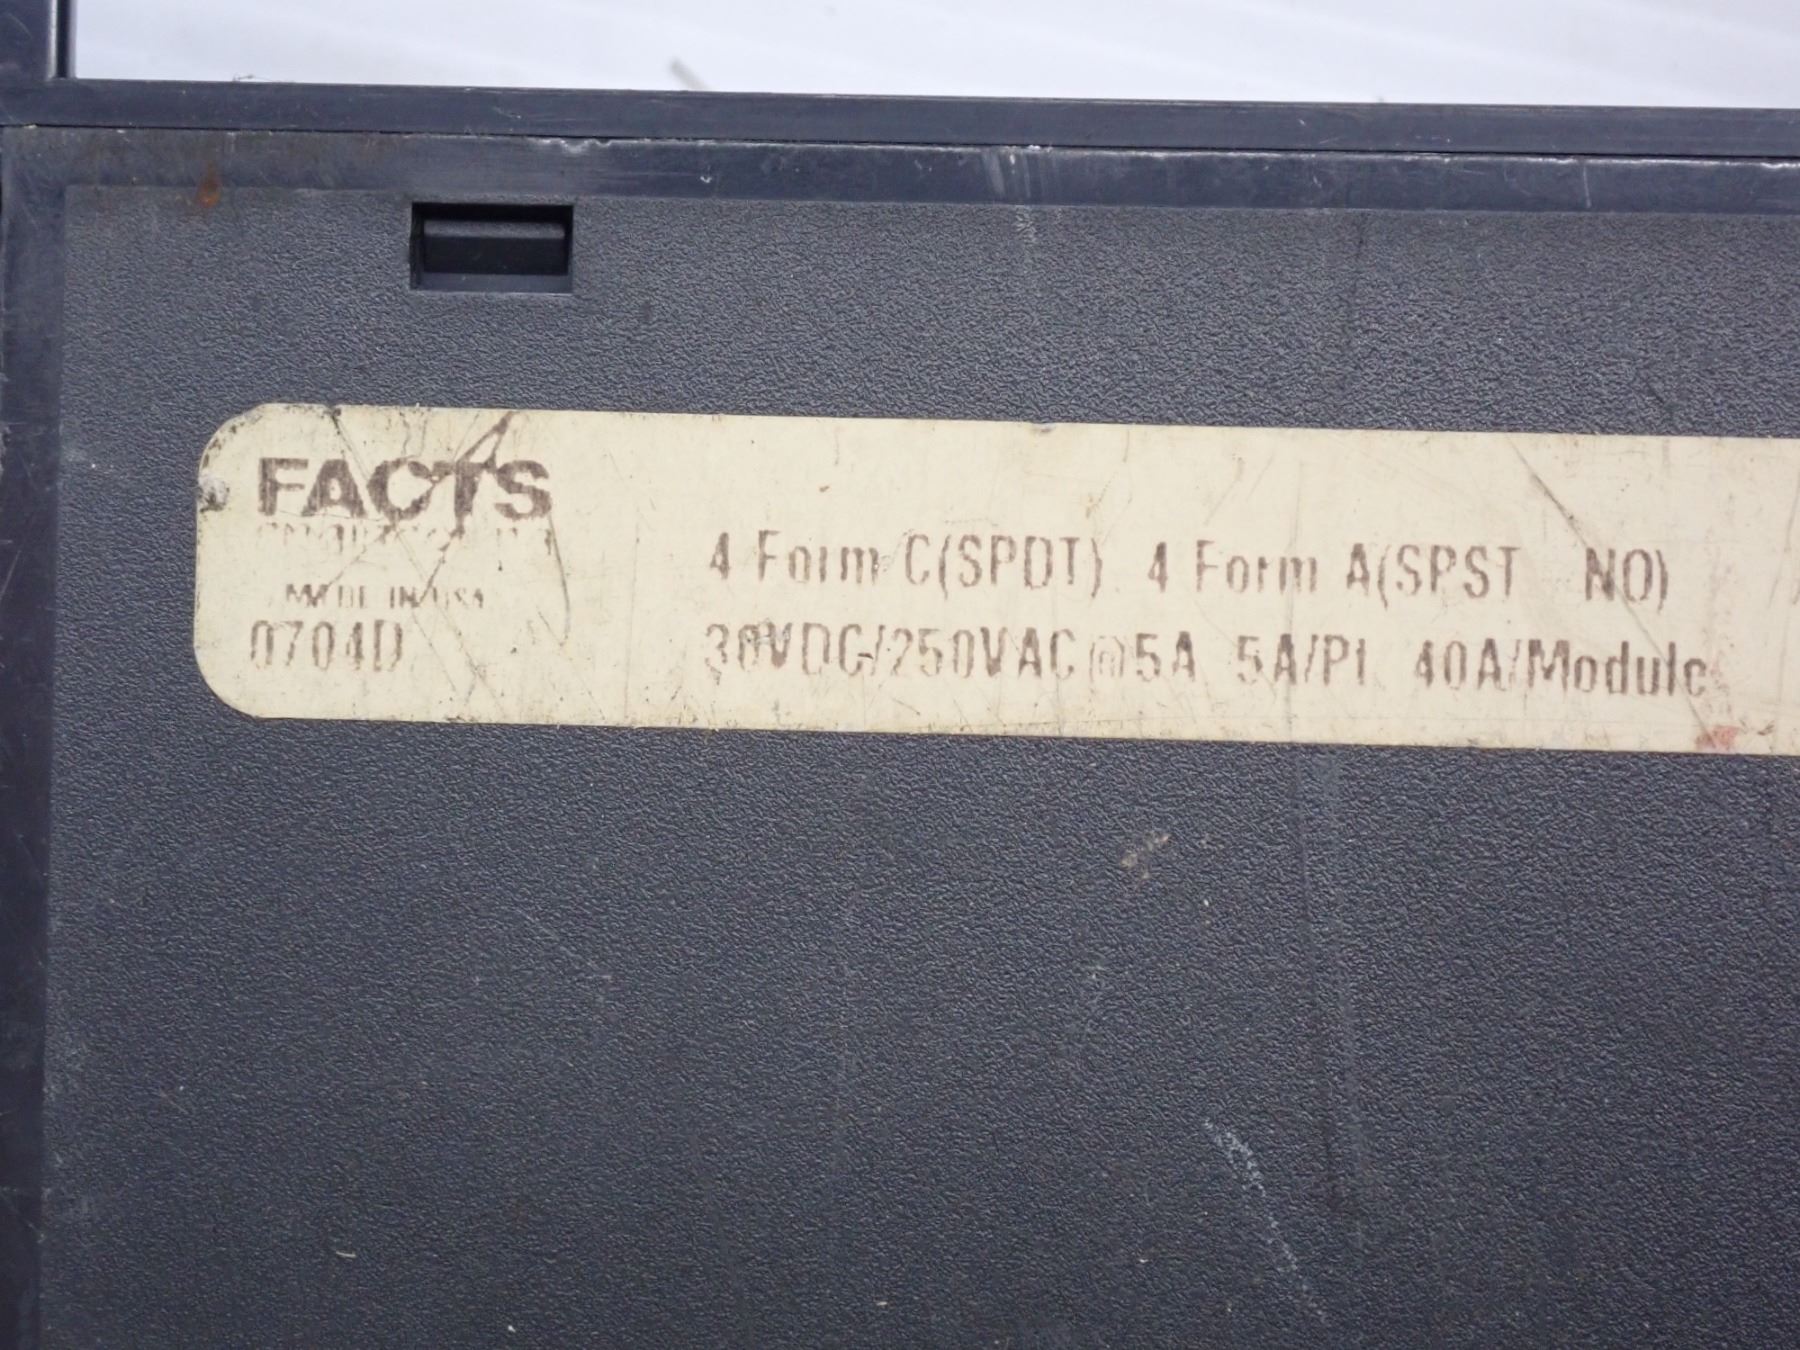 FACTS
MADE IN USA
0704D
4 Form C(SPDT) 4 Form A(SPST NO)
30VDC/250VAC@5A 5A/Pt 40A/Module